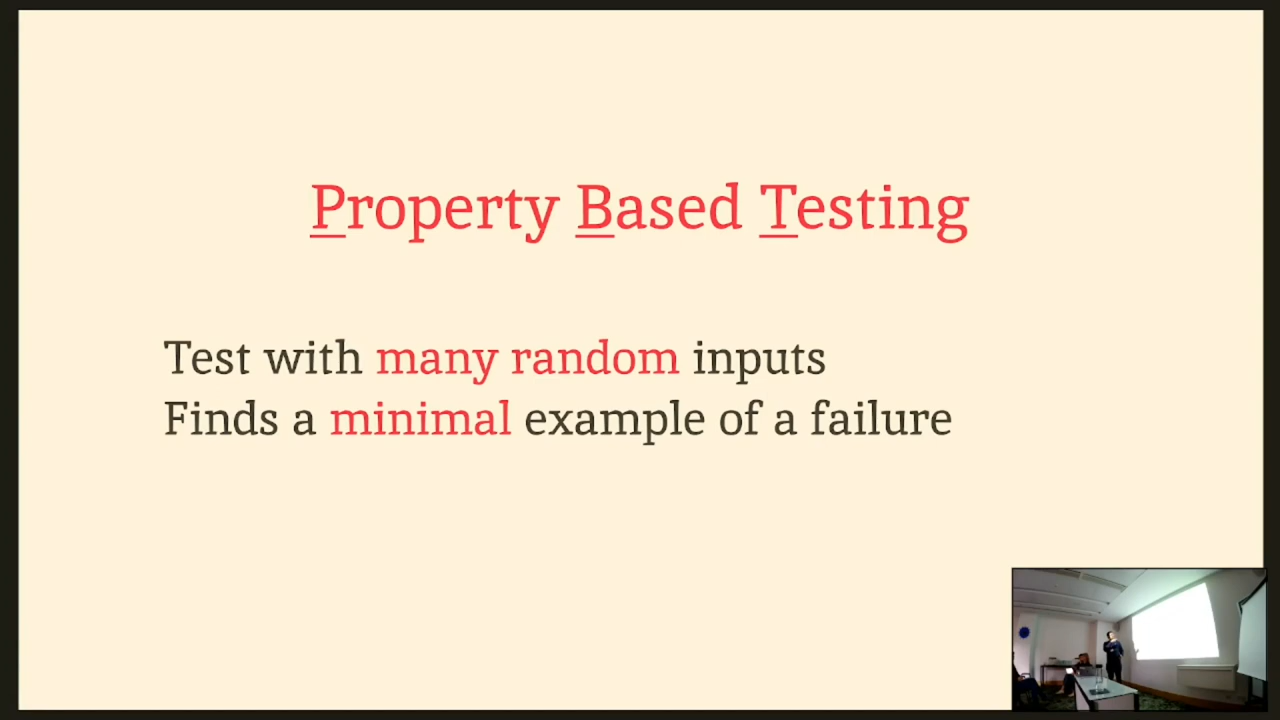 Property Based Testing
Test with many random inputs
Finds a minimal example of a failure